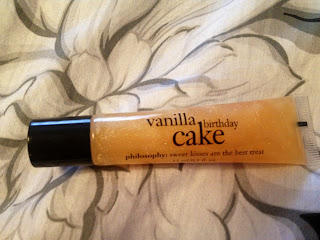 vanilla birthday
cake
philosophy: sweet kisses are the best treat